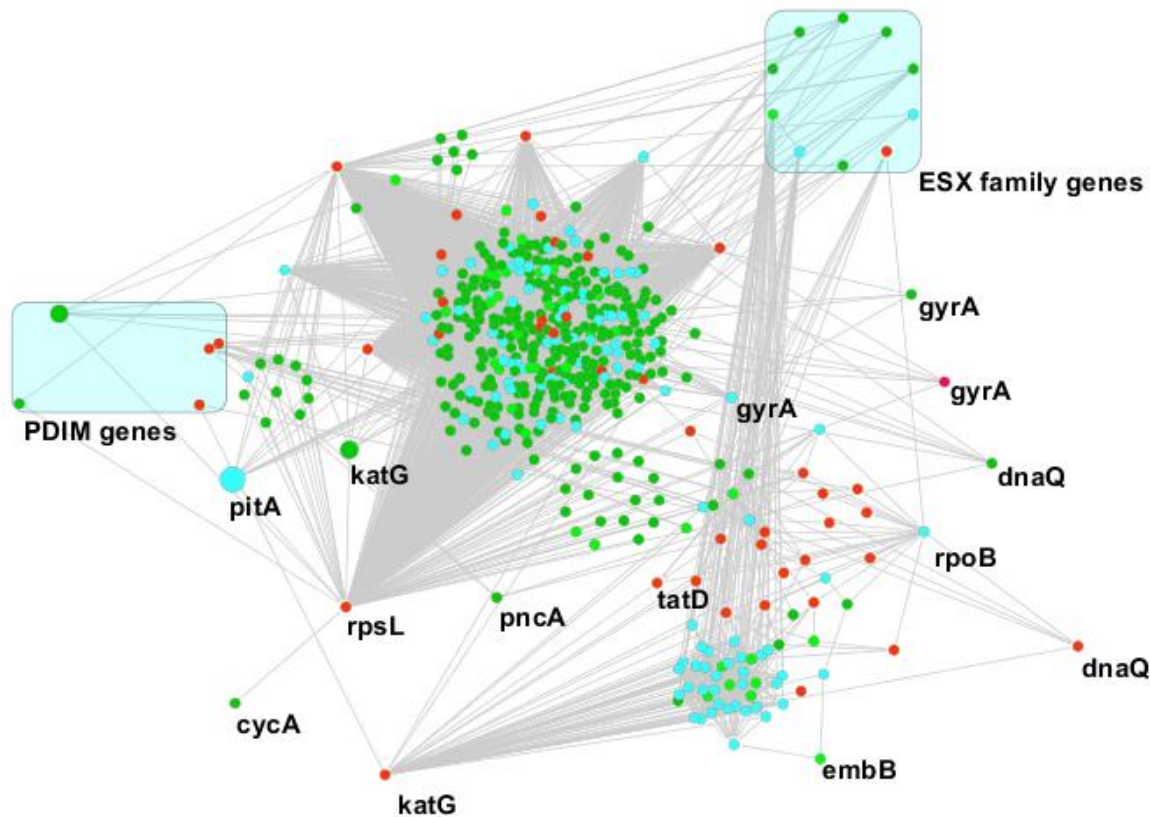 ESX family genes
gyrA
gyrA
gyrA
PDIM genes
katG
dnaQ
pitA
rpoB
tatD
pncA
rpsL
dnaQ
cycA
embB
katG